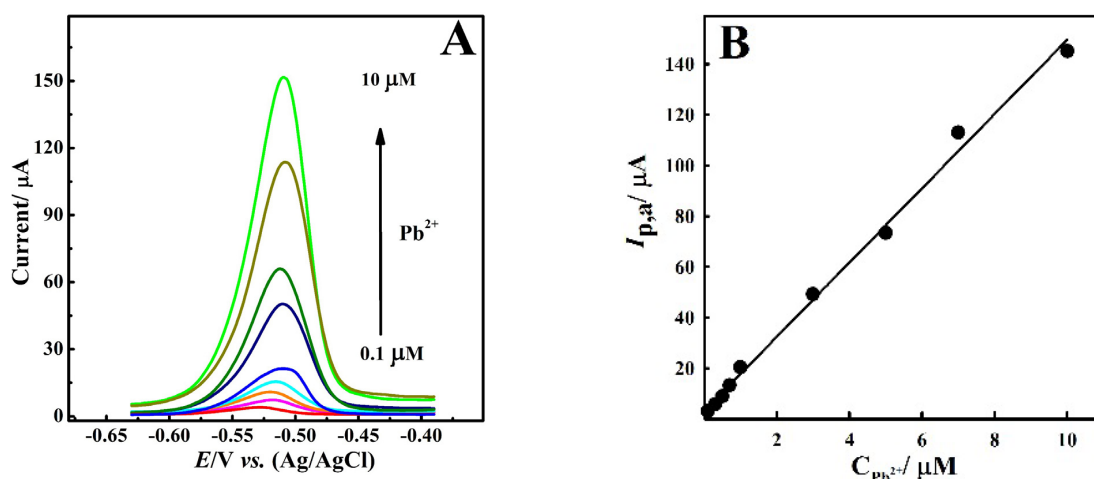 A
150
120
90
60
30
0
Current/ µA
10 µM
Pb²⁺
0.1 µM
-0.65 -0.60 -0.55 -0.50 -0.45 -0.40
E/V vs. (Ag/AgCl)
B
140
120
100
80
60
40
20
Ip,a/ µA
2 4 6 8 10
CPb²⁺/ µM